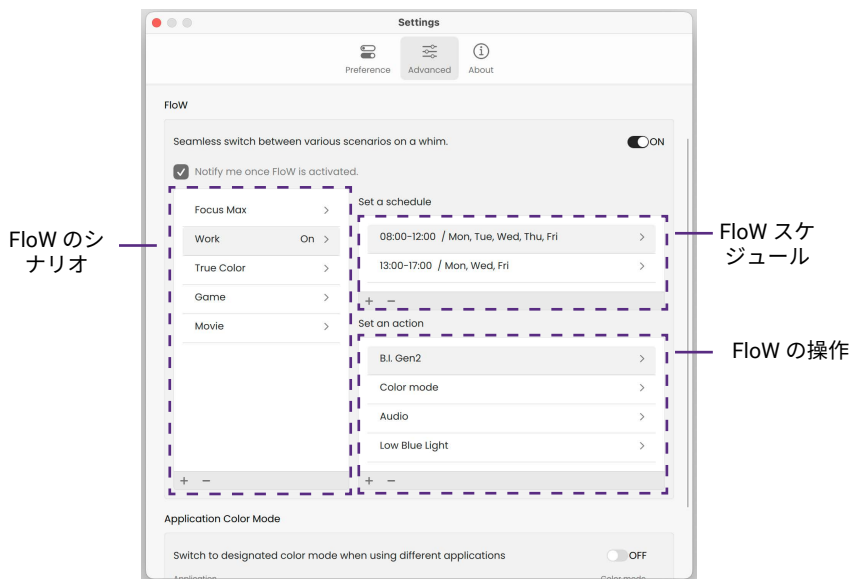 Settings
Preference
Advanced
About
FloW
Seamless switch between various scenarios on a whim.
ON
Notify me once FloW is activated.
Focus Max
Work On
True Color
Game
Movie
+ −
Set a schedule
08:00-12:00 / Mon, Tue, Wed, Thu, Fri
13:00-17:00 / Mon, Wed, Fri
+ −
Set an action
B.I. Gen2
Color mode
Audio
Low Blue Light
+ −
FloW のシ
ナリオ
FloW スケ
ジュール
FloW の操作
Application Color Mode
Switch to designated color mode when using different applications
OFF
Application
Color mode